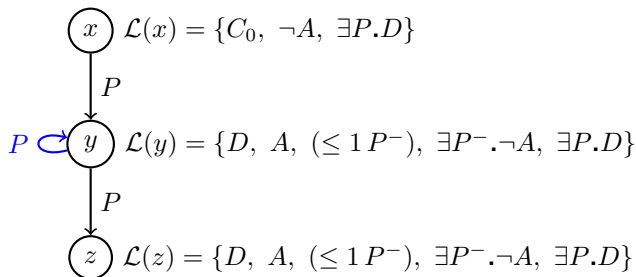 x L(x) = {C₀, ¬A, ∃P.D}
P
P y L(y) = {D, A, (≤ 1 P⁻), ∃P⁻.¬A, ∃P.D}
P
z L(z) = {D, A, (≤ 1 P⁻), ∃P⁻.¬A, ∃P.D}